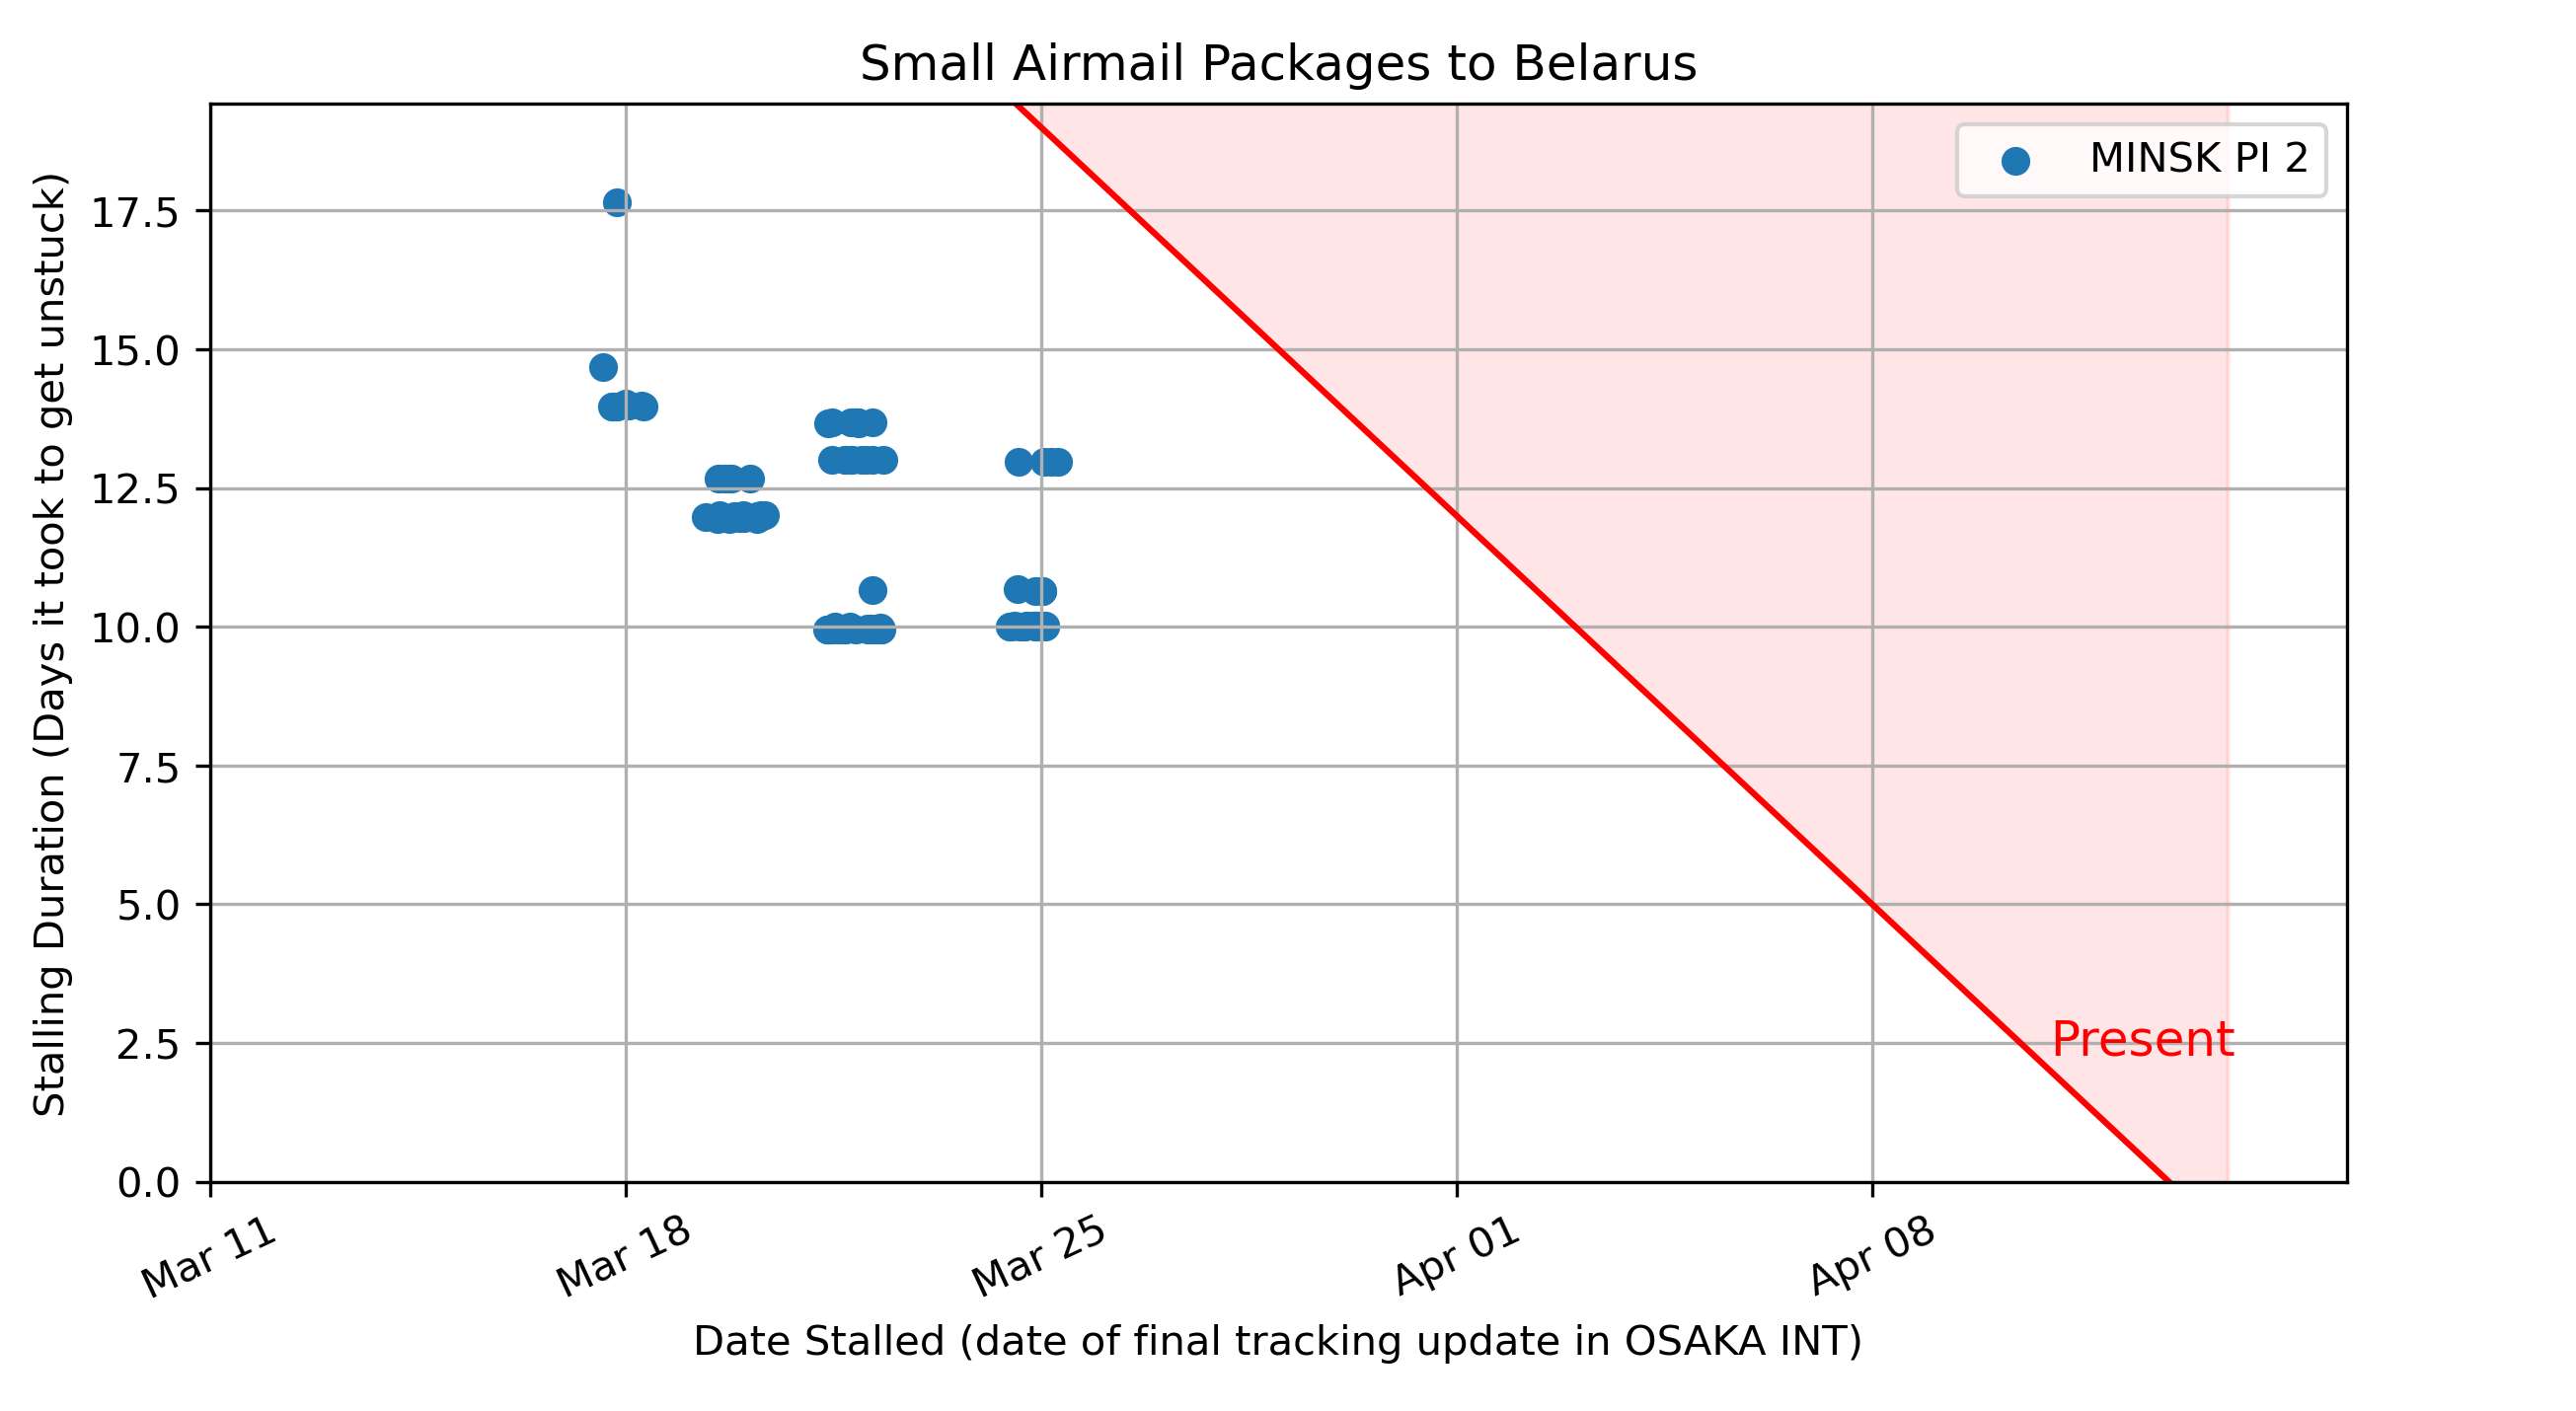 Small Airmail Packages to Belarus
MINSK PI 2
Stalling Duration (Days it took to get unstuck)
17.5
15.0
12.5
10.0
7.5
5.0
2.5
0.0
Present
Mar 11
Mar 18
Mar 25
Apr 01
Apr 08
Date Stalled (date of final tracking update in OSAKA INT)